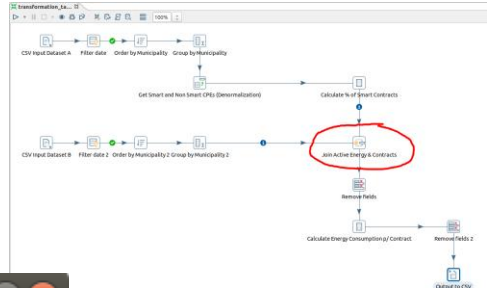 transformation_ta...
100%
CSV Input Dataset A
Filter date
Order by Municipality
Group by Municipality
Get Smart and Non Smart CPEs (Denormalization)
Calculate % of Smart Contracts
CSV Input Dataset B
Filter date 2
Order by Municipality 2
Group by Municipality 2
Join Active Energy & Contracts
Remove fields
Calculate Energy Consumption p/ Contract
Remove fields 2
Output to CSV